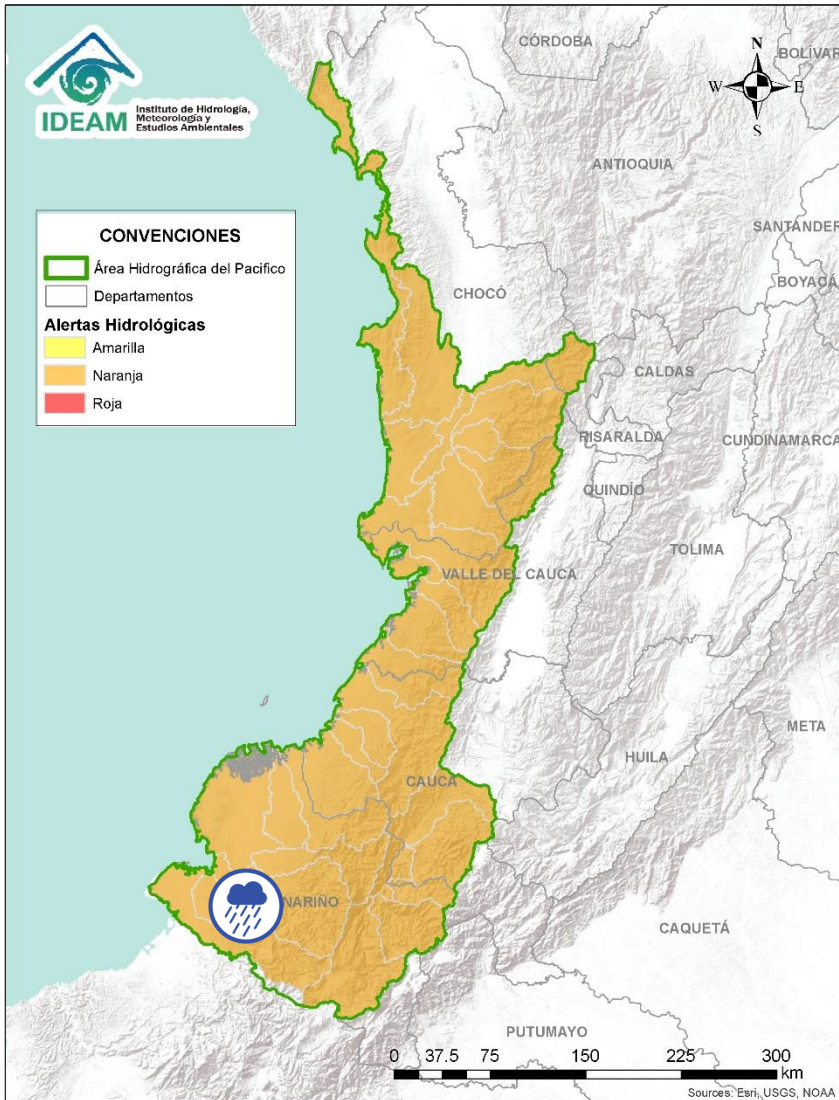 IDEAM
Instituto de Hidrología,
Meteorología y
Estudios Ambientales
N
W
E
S
CÓRDOBA
BOLÍVAR
ANTIOQUIA
SANTANDER
BOYACÁ
CHOCÓ
CALDAS
RISARALDA
CUNDINAMARCA
QUINDÍO
TOLIMA
VALLE DEL CAUCA
META
HUILA
CAUCA
NARIÑO
CAQUETÁ
PUTUMAYO
CONVENCIONES
Área Hidrográfica del Pacifico
Departamentos
Alertas Hidrológicas
Amarilla
Naranja
Roja
0 37.5 75 150 225 300
km
Sources: Esri, USGS, NOAA